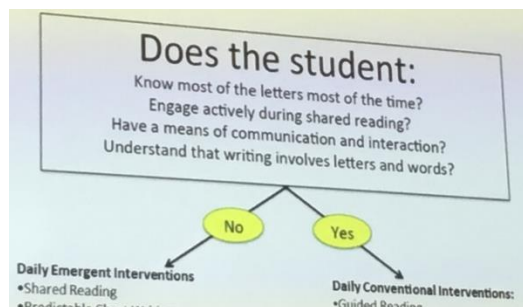 Does the student:
Know most of the letters most of the time?
Engage actively during shared reading?
Have a means of communication and interaction?
Understand that writing involves letters and words?
No
Yes
Daily Emergent Interventions
•Shared Reading
Daily Conventional Interventions:
•Guided Reading